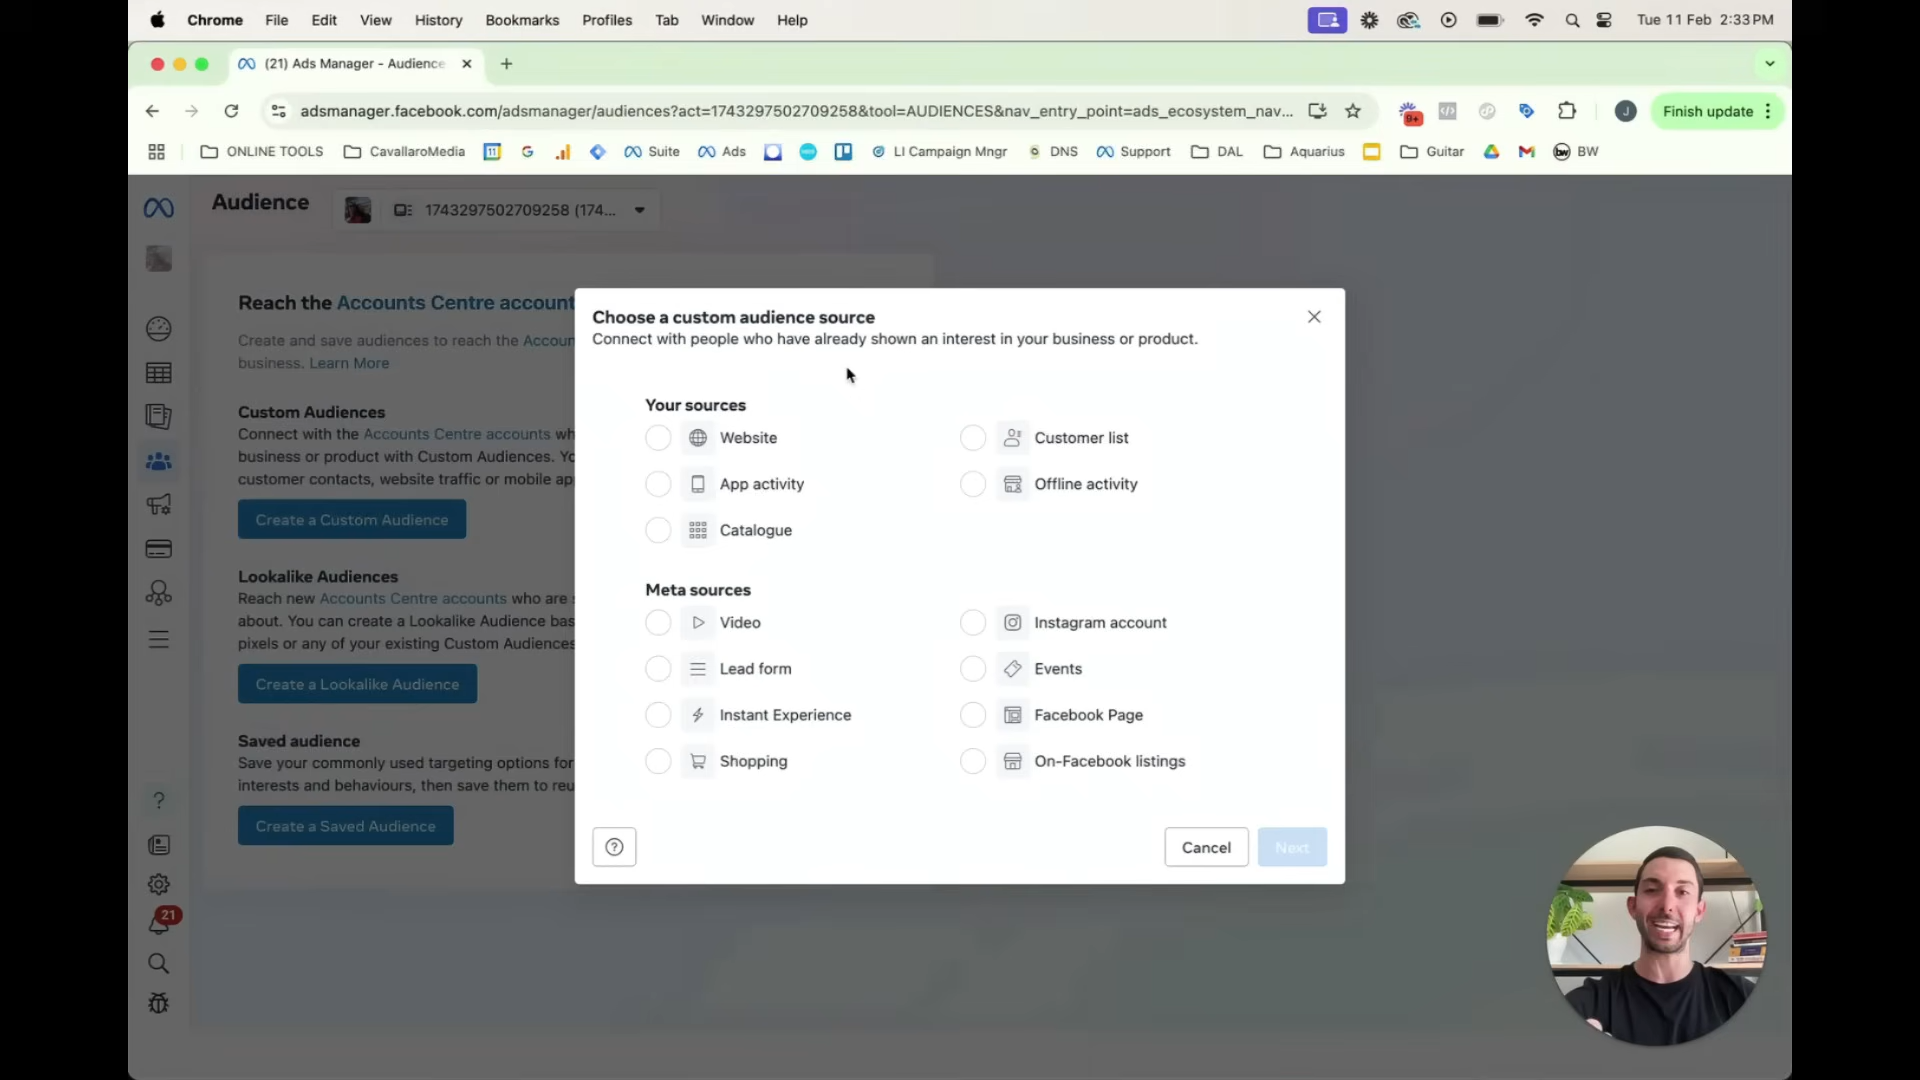 Chrome File Edit View History Bookmarks Profiles Tab Window Help
Tue 11 Feb 2:33 PM
(21) Ads Manager - Audience
adsmanager.facebook.com/adsmanager/audiences?act=1743297502709258&tool=AUDIENCES&nav_entry_point=ads_ecosystem_nav...
9+
J
Finish update
ONLINE TOOLS CavallaroMedia Suite Ads LI Campaign Mngr DNS Support DAL Aquarius Guitar bw BW
Audience
1743297502709258 (174...
Reach the Accounts Centre account
Create and save audiences to reach the Accoun
business. Learn More
Custom Audiences
Connect with the Accounts Centre accounts wh
business or product with Custom Audiences. Yo
customer contacts, website traffic or mobile ap
Create a Custom Audience
Lookalike Audiences
Reach new Accounts Centre accounts who are s
about. You can create a Lookalike Audience bas
pixels or any of your existing Custom Audiences
Create a Lookalike Audience
Saved audience
Save your commonly used targeting options for
interests and behaviours, then save them to reu
Create a Saved Audience
21
Choose a custom audience source
Connect with people who have already shown an interest in your business or product.
Your sources
Website
Customer list
App activity
Offline activity
Catalogue
Meta sources
Video
Instagram account
Lead form
Events
Instant Experience
Facebook Page
Shopping
On-Facebook listings
Cancel
Next